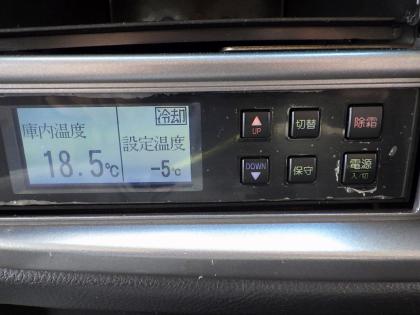 冷却
庫内温度
設定温度
18.5℃
-5℃
UP
切替
除霜
DOWN
保守
電源
入/切